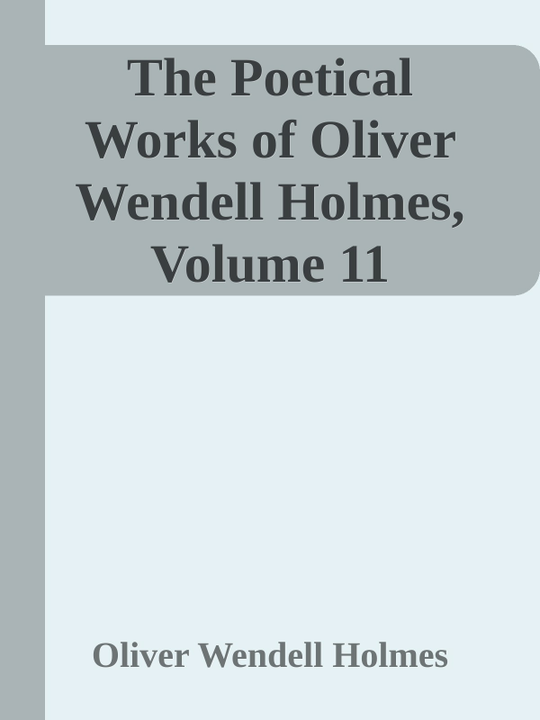 The Poetical
Works of Oliver
Wendell Holmes,
Volume 11
Oliver Wendell Holmes